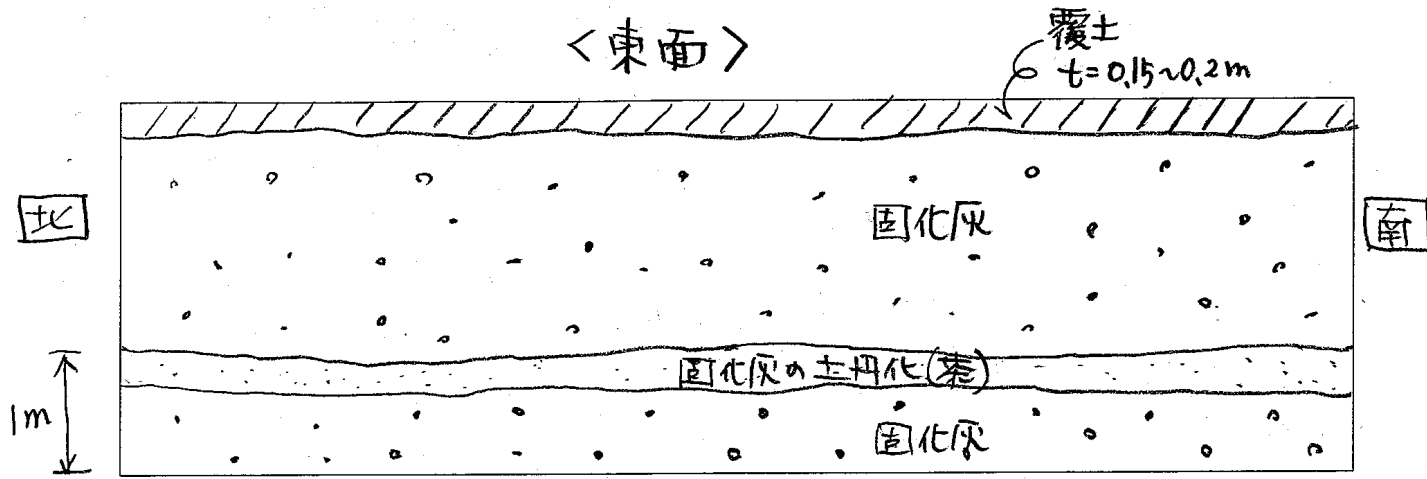 <東面>
覆土
t=0.15~0.2m
北
固化灰
南
固化灰の土丹化
1m
固化灰